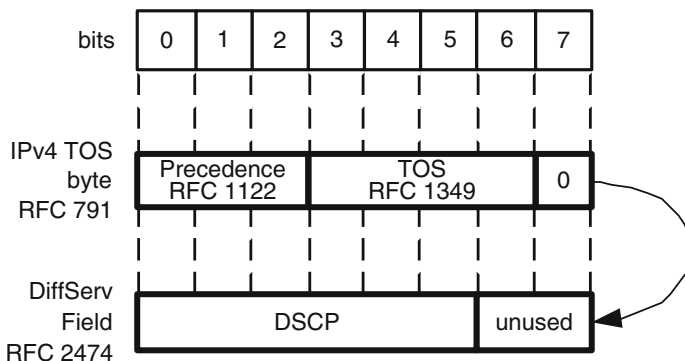 bits 0 1 2 3 4 5 6 7
IPv4 TOS
byte
RFC 791
Precedence
RFC 1122
TOS
RFC 1349
0
DiffServ
Field
RFC 2474
DSCP
unused